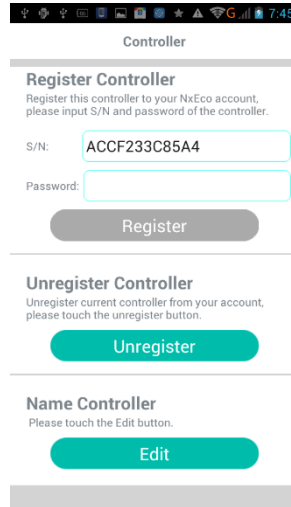 G 7:45
Controller
Register Controller
Register this controller to your NxEco account,
please input S/N and password of the controller.
S/N: ACCF233C85A4
Password:
Register
Unregister Controller
Unregister current controller from your account,
please touch the unregister button.
Unregister
Name Controller
Please touch the Edit button.
Edit